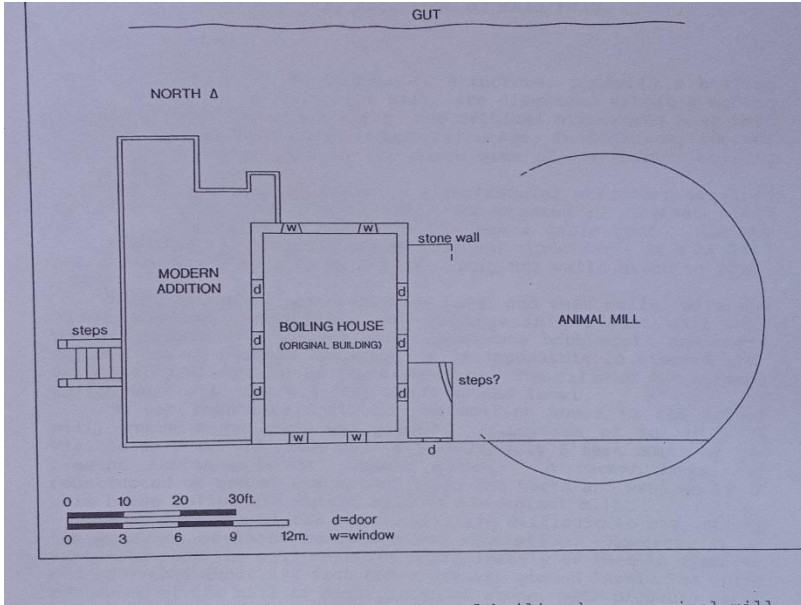 GUT
NORTH Δ
stone wall
MODERN
ADDITION
d
d
BOILING HOUSE
(ORIGINAL BUILDING)
ANIMAL MILL
steps
d
d
d
d
steps?
w
w
w
w
d
0 10 20 30ft.
0 3 6 9 12m.
d=door
w=window